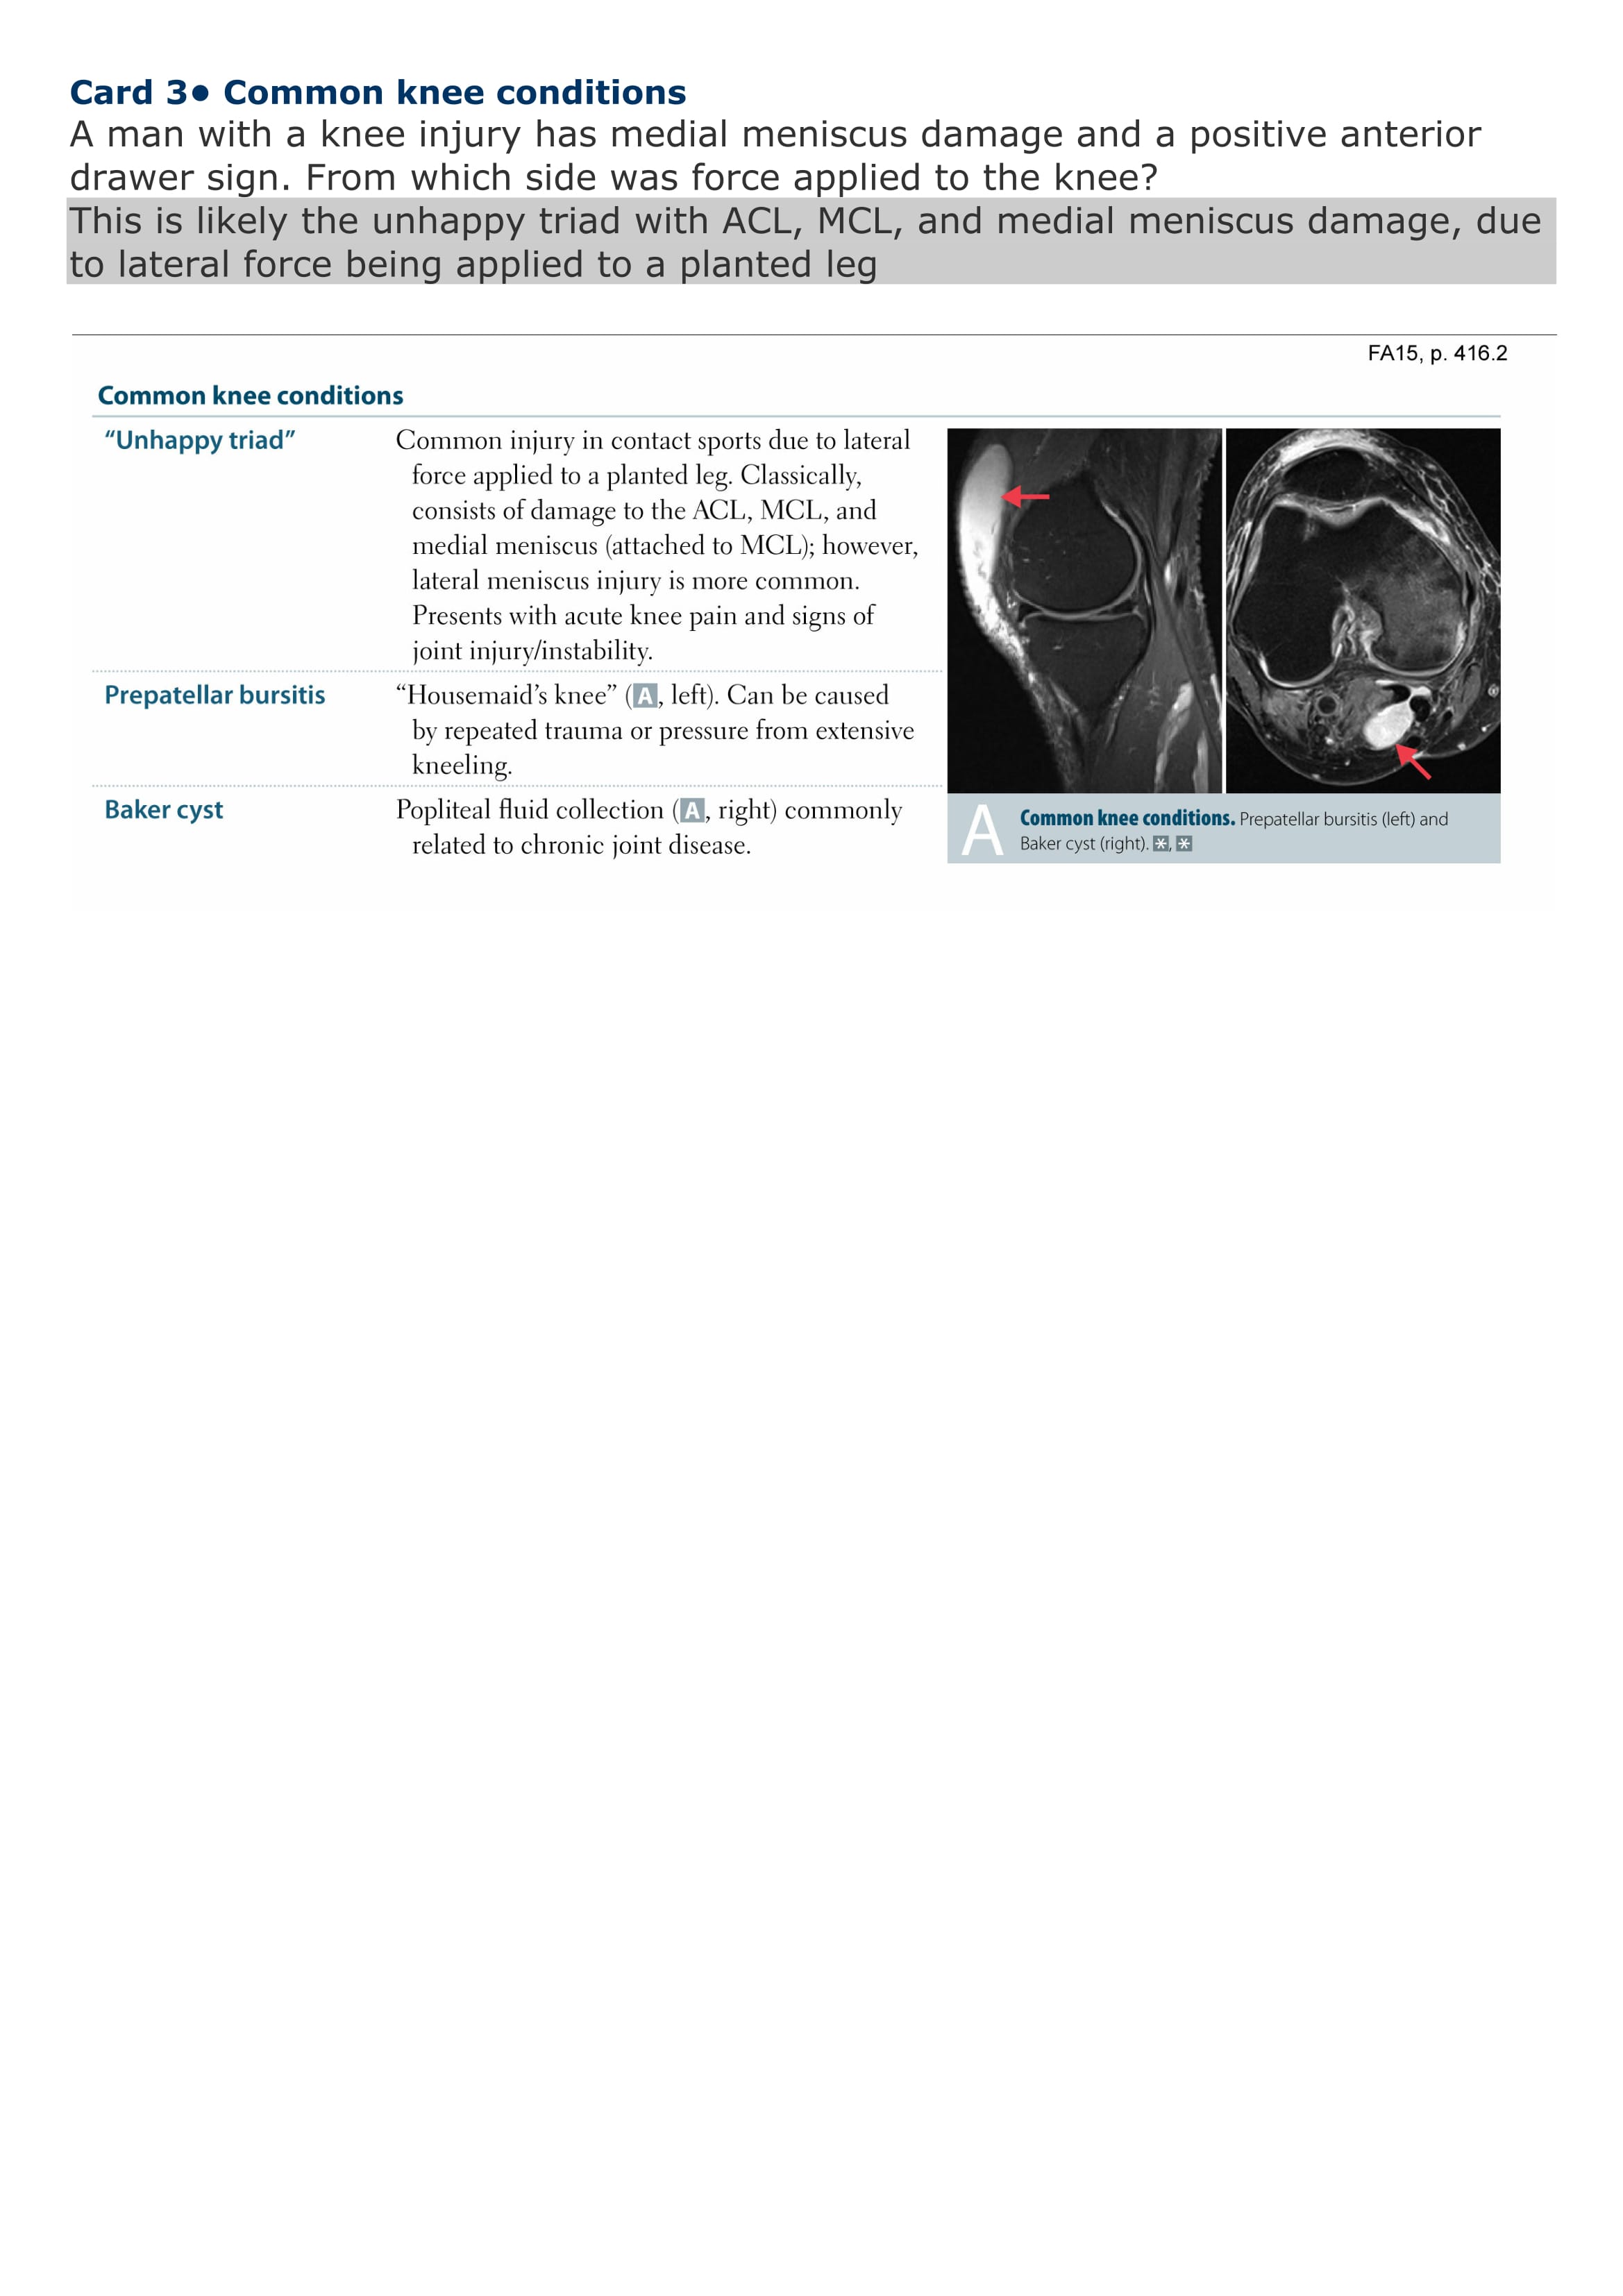 Card 3• Common knee conditions
A man with a knee injury has medial meniscus damage and a positive anterior
drawer sign. From which side was force applied to the knee?
This is likely the unhappy triad with ACL, MCL, and medial meniscus damage, due
to lateral force being applied to a planted leg
FA15, p. 416.2
Common knee conditions
“Unhappy triad”
Common injury in contact sports due to lateral
force applied to a planted leg. Classically,
consists of damage to the ACL, MCL, and
medial meniscus (attached to MCL); however,
lateral meniscus injury is more common.
Presents with acute knee pain and signs of
joint injury/instability.
Prepatellar bursitis
“Housemaid’s knee” (A, left). Can be caused
by repeated trauma or pressure from extensive
kneeling.
Baker cyst
Popliteal fluid collection (A, right) commonly
related to chronic joint disease.
A
Common knee conditions. Prepatellar bursitis (left) and
Baker cyst (right). *, *